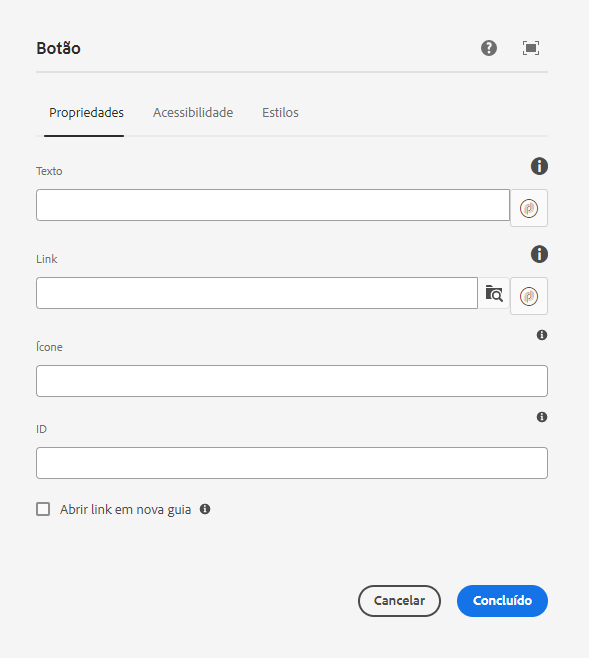 Botão
Propriedades Acessibilidade Estilos
Texto
Link
Ícone
ID
Abrir link em nova guia
Cancelar Concluído